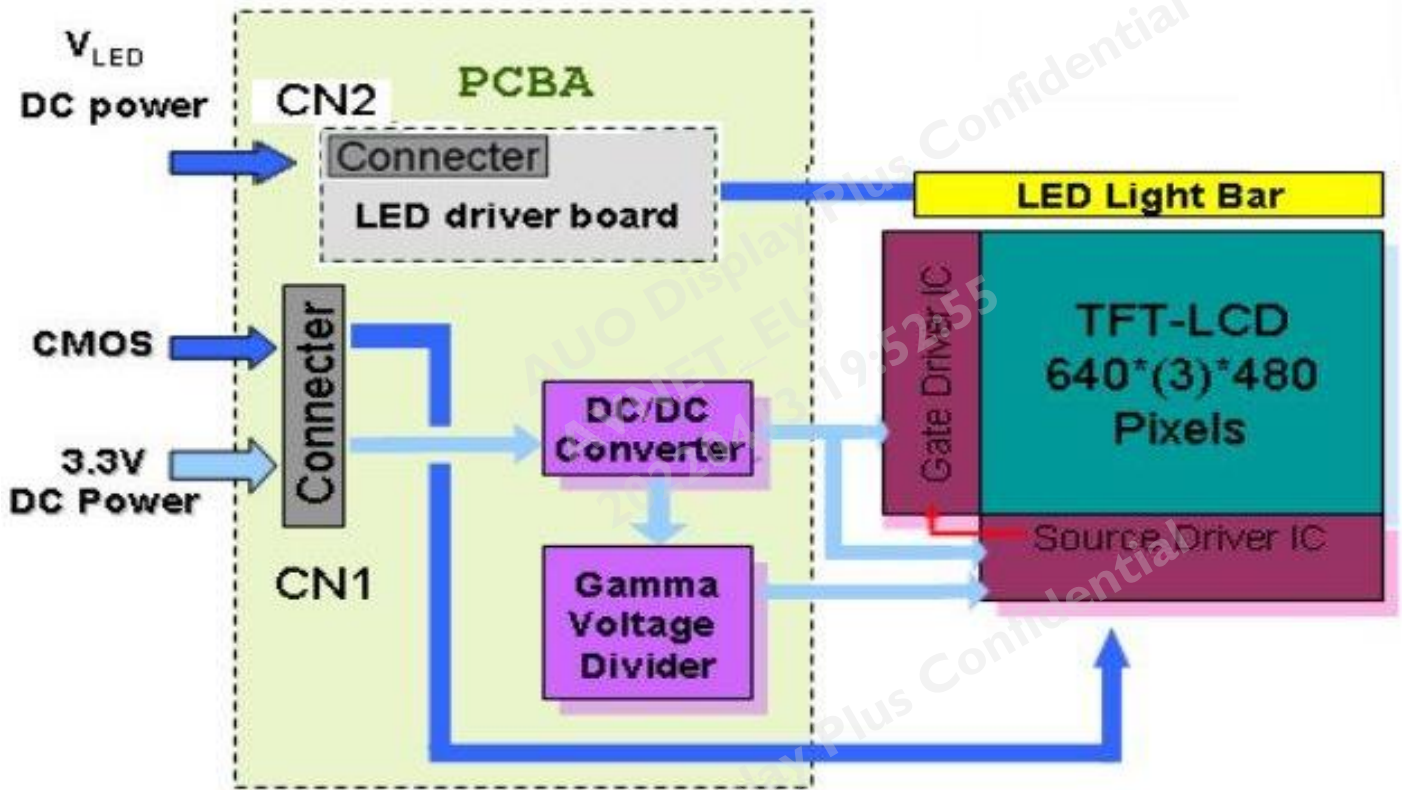 V_LED
DC power
PCBA
CN2
Connecter
LED driver board
LED Light Bar
CMOS
3.3V
DC Power
Connecter
CN1
DC/DC
Converter
Gamma
Voltage
Divider
Gate Driver IC
TFT-LCD
640*(3)*480
Pixels
Source Driver IC
AUO Display Plus Confidential